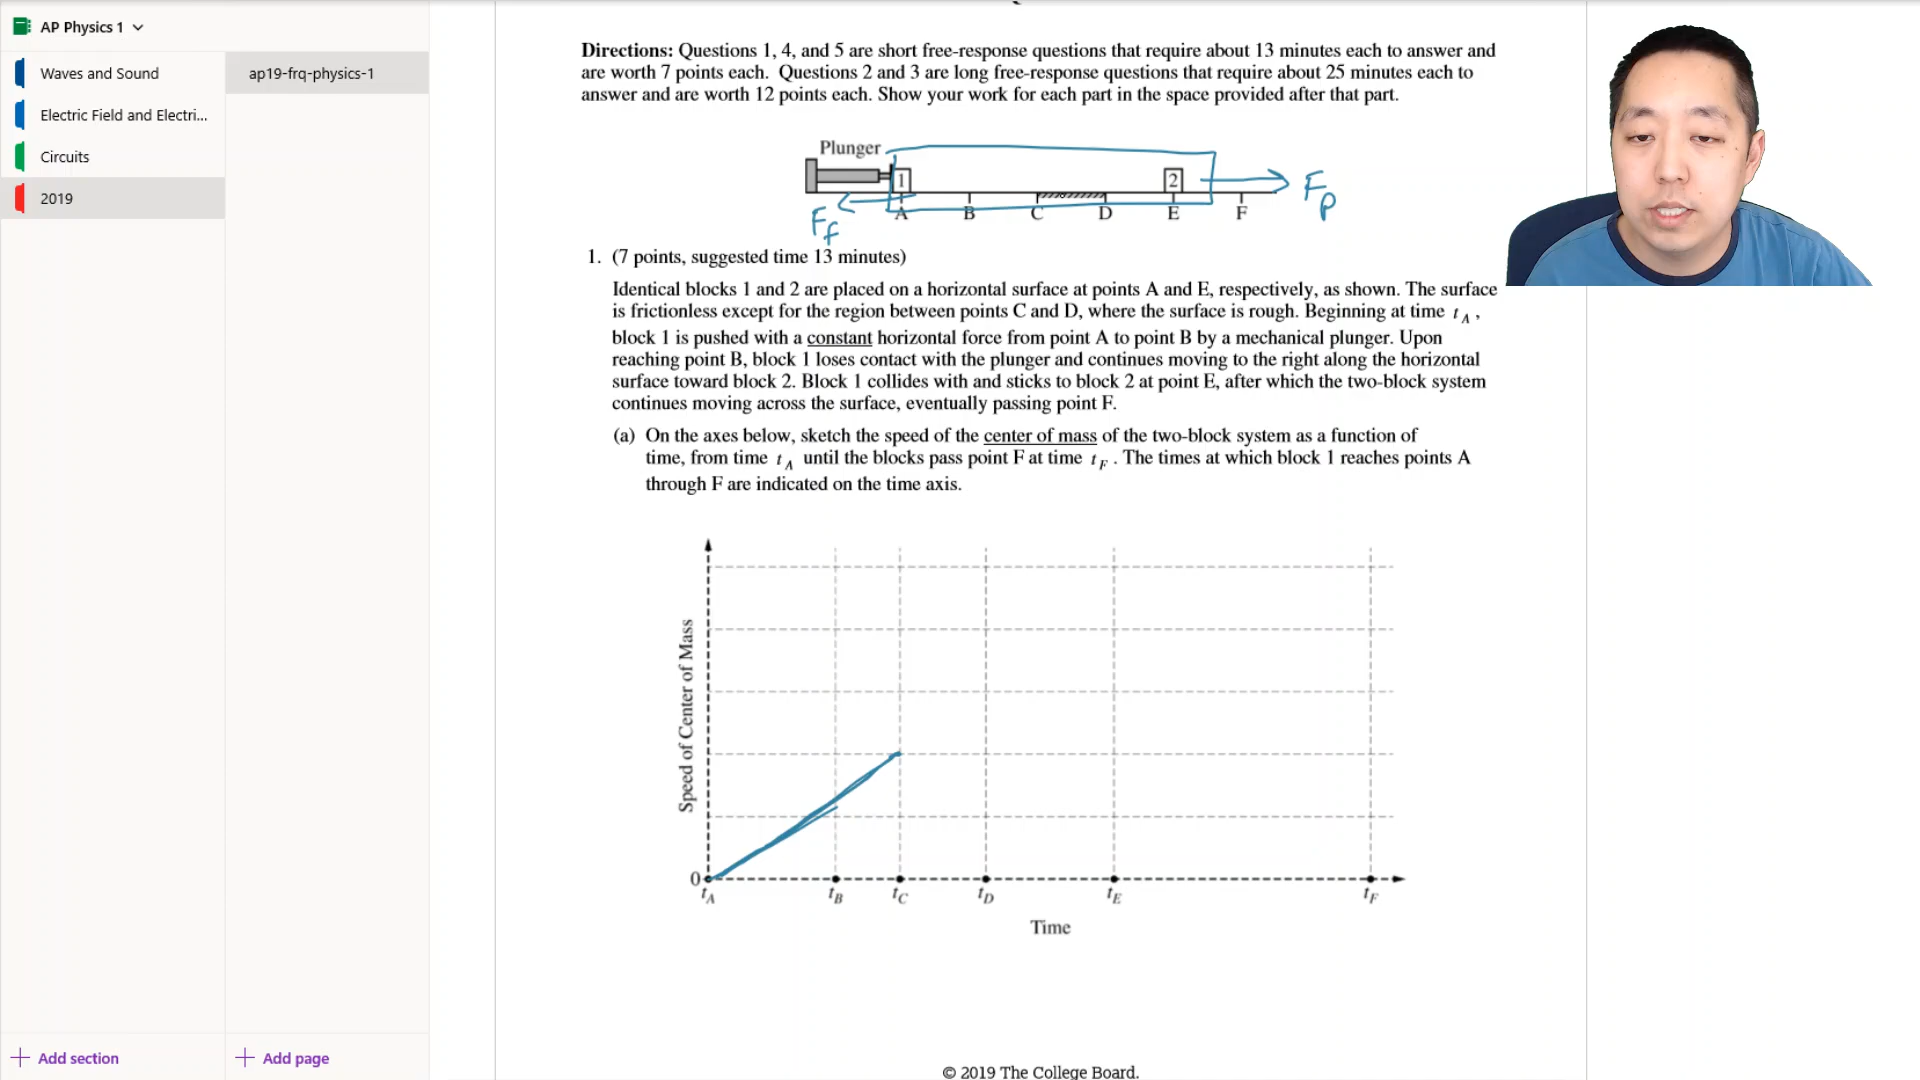 AP Physics 1
Waves and Sound
Electric Field and Electri...
Circuits
2019
ap19-frq-physics-1
Add section
Add page
Directions: Questions 1, 4, and 5 are short free-response questions that require about 13 minutes each to answer and
are worth 7 points each. Questions 2 and 3 are long free-response questions that require about 25 minutes each to
answer and are worth 12 points each. Show your work for each part in the space provided after that part.
Plunger
1
2
Fp
Ff
A B C D E F
1. (7 points, suggested time 13 minutes)
Identical blocks 1 and 2 are placed on a horizontal surface at points A and E, respectively, as shown. The surface
is frictionless except for the region between points C and D, where the surface is rough. Beginning at time tA,
block 1 is pushed with a constant horizontal force from point A to point B by a mechanical plunger. Upon
reaching point B, block 1 loses contact with the plunger and continues moving to the right along the horizontal
surface toward block 2. Block 1 collides with and sticks to block 2 at point E, after which the two-block system
continues moving across the surface, eventually passing point F.
(a) On the axes below, sketch the speed of the center of mass of the two-block system as a function of
time, from time tA until the blocks pass point F at time tF. The times at which block 1 reaches points A
through F are indicated on the time axis.
Speed of Center of Mass
0
tA tB tC tD tE tF
Time
© 2019 The College Board.